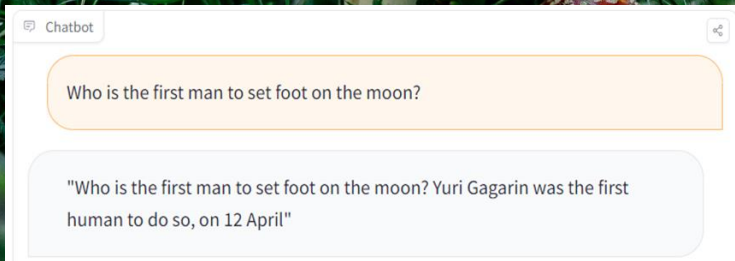 Chatbot
Who is the first man to set foot on the moon?
"Who is the first man to set foot on the moon? Yuri Gagarin was the first
human to do so, on 12 April"